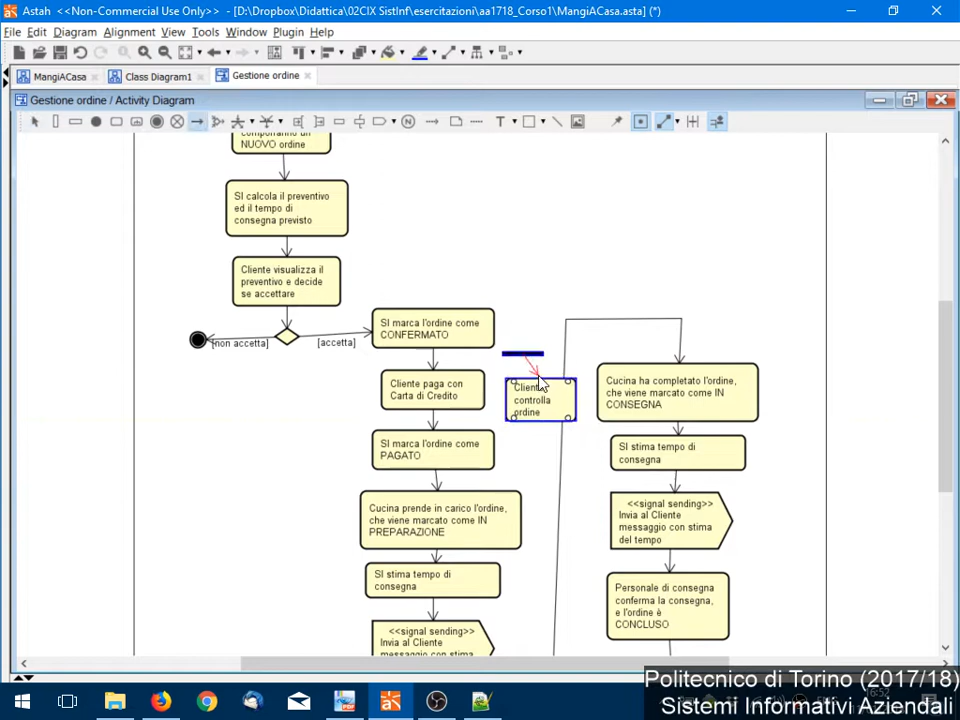 Astah <<Non-Commercial Use Only>> - [D:\Dropbox\Didattica\02CIX SistInf\esercitazioni\aa1718_Corso1\MangiACasa.asta] (*)
File Edit Diagram Alignment View Tools Window Plugin Help
MangiACasa Class Diagram1 Gestione ordine
Gestione ordine / Activity Diagram
NUOVO ordine
SI calcola il preventivo
ed il tempo di
consegna previsto
Cliente visualizza il
preventivo e decide
se accettare
[non accetta]
[accetta]
SI marca l'ordine come
CONFERMATO
Cliente paga con
Carta di Credito
SI marca l'ordine come
PAGATO
Cucina prende in carico l'ordine,
che viene marcato come IN
PREPARAZIONE
SI stima tempo di
consegna
<<signal sending>>
Invia al Cliente
messaggio con stima
controlla
ordine
Cucina ha completato l'ordine,
che viene marcato come IN
CONSEGNA
SI stima tempo di
consegna
<<signal sending>>
Invia al Cliente
messaggio con stima
del tempo
Personale di consegna
conferma la consegna,
e l'ordine è
CONCLUSO
Politecnico di Torino (2017/18)
16:52
Sistemi Informativi Aziendali